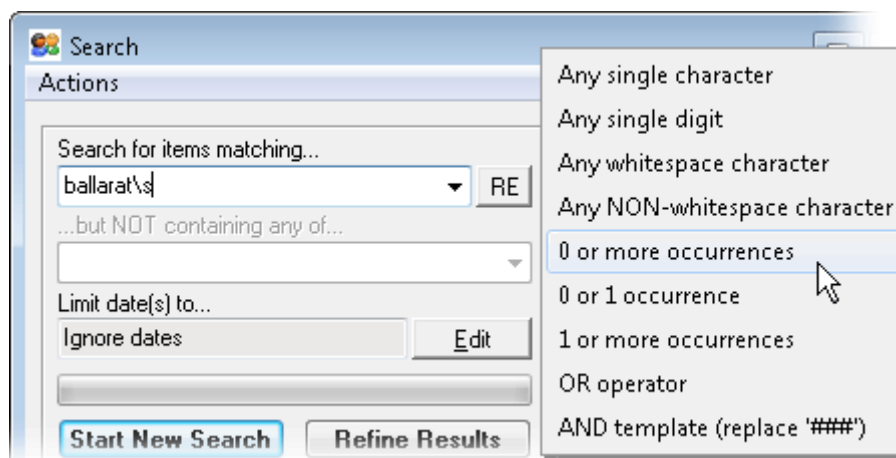 Search
Actions
Search for items matching...
ballarat\s
RE
...but NOT containing any of...
Limit date(s) to...
Ignore dates
Edit
Start New Search
Refine Results
Any single character
Any single digit
Any whitespace character
Any NON-whitespace character
0 or more occurrences
0 or 1 occurrence
1 or more occurrences
OR operator
AND template (replace '###')